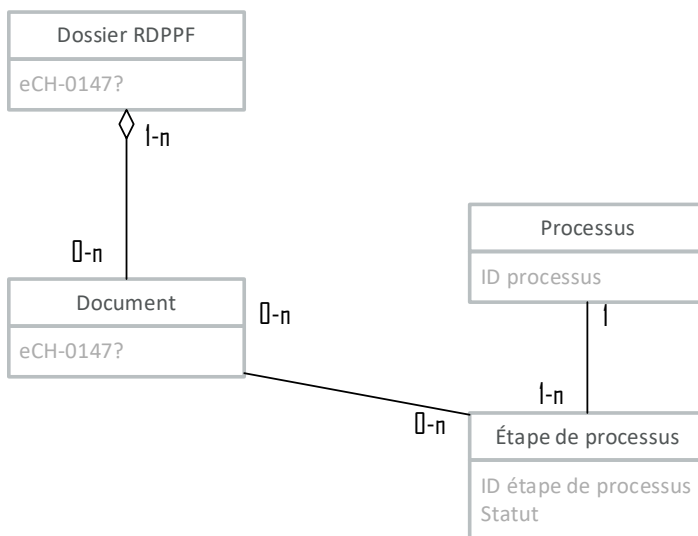 Dossier RDPPF
eCH-0147?
1-n
0-n
Document
eCH-0147?
0-n
0-n
Processus
ID processus
1
1-n
Étape de processus
ID étape de processus
Statut